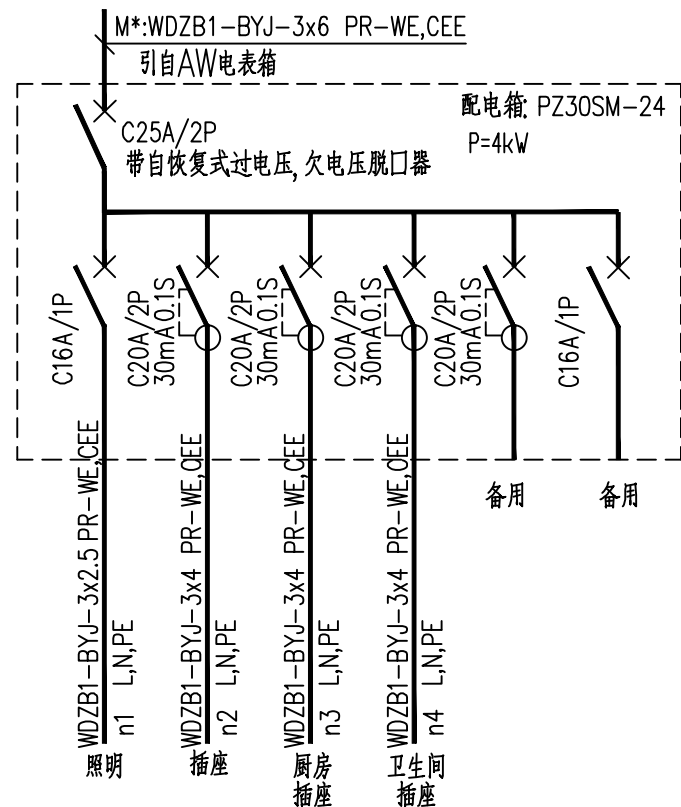 M*:WDZB1-BYJ-3x6 PR-WE,CEE
引自AW电表箱
配电箱: PZ30SM-24
P=4kW
C25A/2P
带自恢复式过电压, 欠电压脱口器
C16A/1P
C20A/2P
30mA0.1S
C20A/2P
30mA0.1S
C20A/2P
30mA0.1S
C20A/2P
30mA0.1S
C16A/1P
WDZB1-BYJ-3x2.5 PR-WE,CEE
n1 L,N,PE
照明
WDZB1-BYJ-3x4 PR-WE,CEE
n2 L,N,PE
插座
WDZB1-BYJ-3x4 PR-WE,CEE
n3 L,N,PE
厨房
插座
WDZB1-BYJ-3x4 PR-WE,CEE
n4 L,N,PE
卫生间
插座
备用
备用